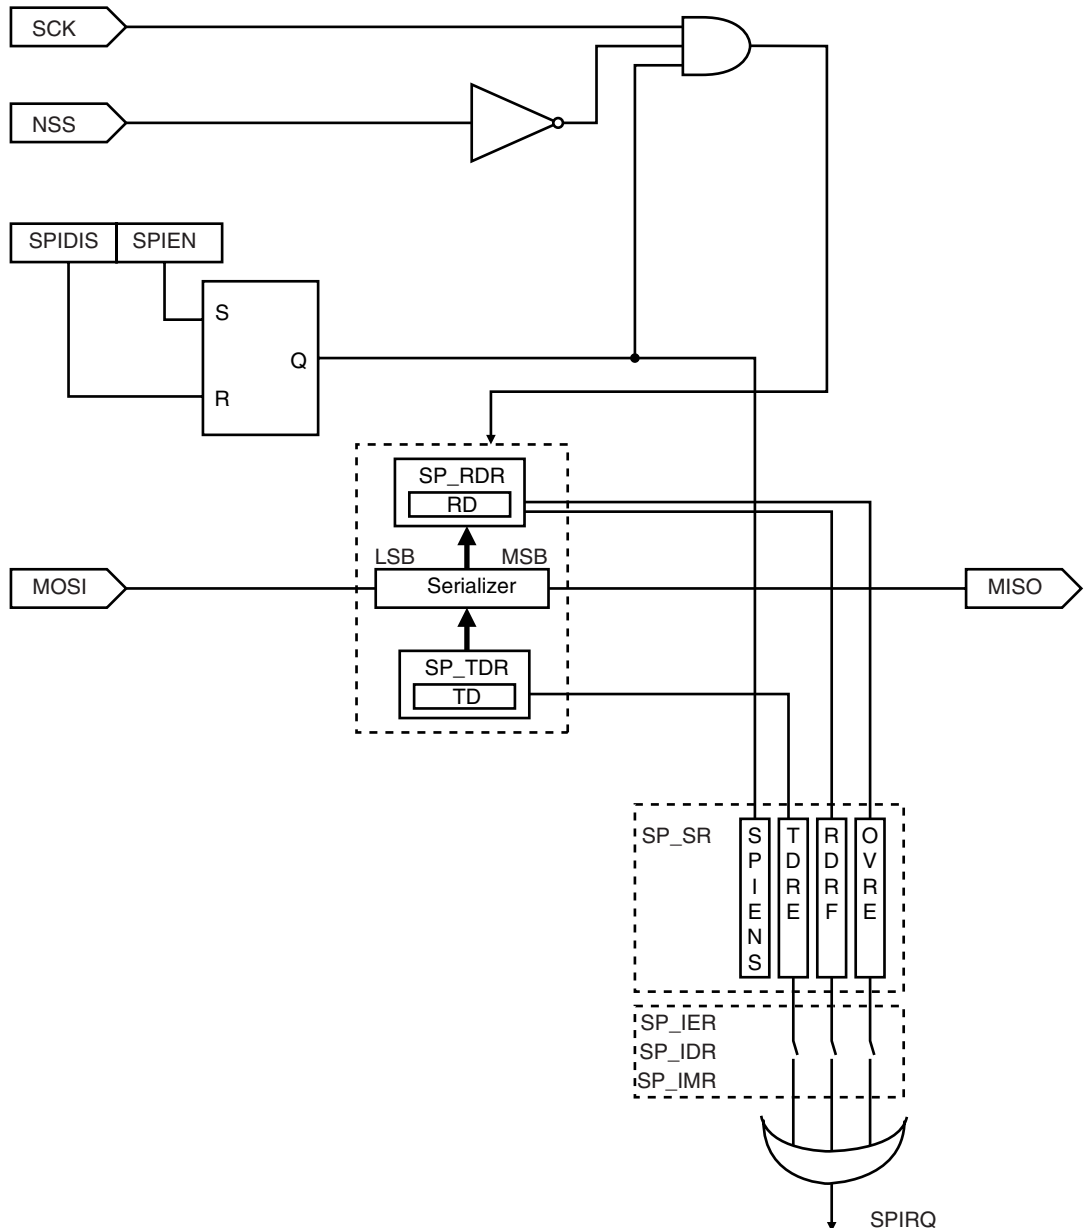 SCK
NSS
SPIDIS SPIEN
S
Q
R
SP_RDR
RD
LSB MSB
MOSI Serializer MISO
SP_TDR
TD
SP_SR
SPIENS
TDRE
RDRF
OVRE
SP_IER
SP_IDR
SP_IMR
SPIRQ